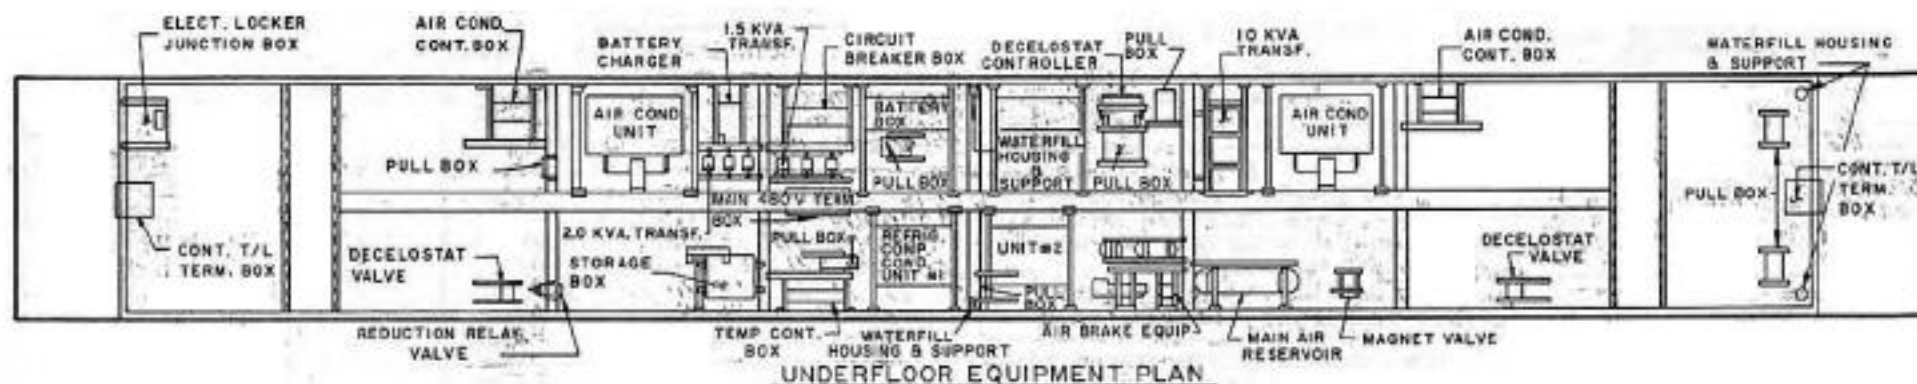 ELECT. LOCKER
JUNCTION BOX
AIR COND.
CONT. BOX
BATTERY
CHARGER
1.5 KVA
TRANSF.
CIRCUIT
BREAKER BOX
DECELOSTAT
CONTROLLER
PULL
BOX
10 KVA
TRANSF.
AIR COND.
CONT. BOX
WATERFILL HOUSING
& SUPPORT
AIR COND
UNIT
BATTERY
BOX
WATERFILL
HOUSING
&
SUPPORT
AIR COND
UNIT
PULL BOX
PULL BOX
PULL BOX
MAIN 480 V TERM.
BOX
PULL BOX
CONT. T/L
TERM.
BOX
CONT. T/L
TERM. BOX
DECELOSTAT
VALVE
2.0 KVA. TRANSF.
STORAGE
BOX
PULL BOX
REFRIG.
COMP.
COND.
UNIT #1
UNIT #2
PULL
BOX
DECELOSTAT
VALVE
REDUCTION RELAY
VALVE
TEMP CONT.
BOX
WATERFILL
HOUSING & SUPPORT
AIR BRAKE EQUIP.
MAIN AIR
RESERVOIR
MAGNET VALVE
UNDERFLOOR EQUIPMENT PLAN